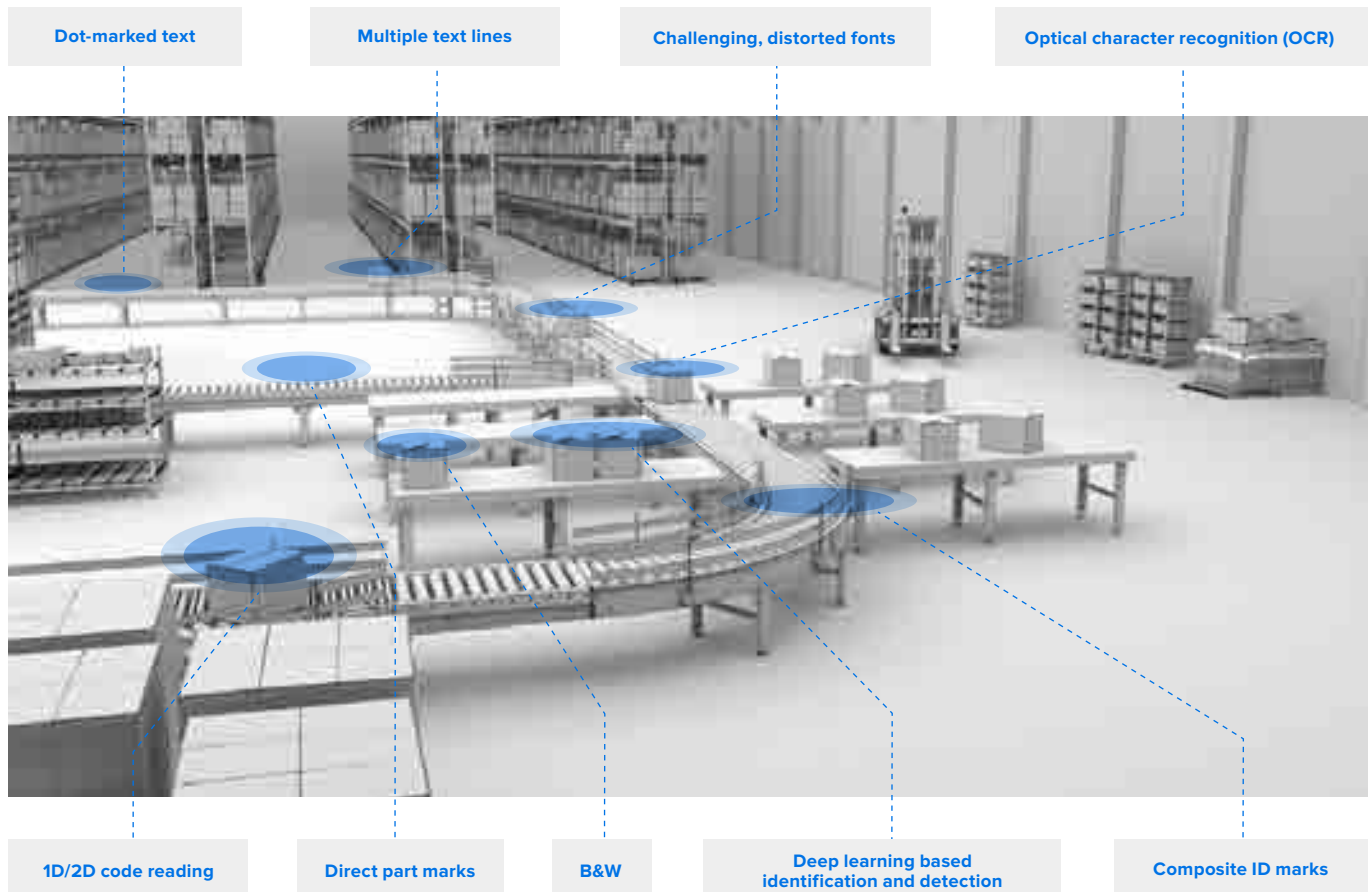 Dot-marked text
Multiple text lines
Challenging, distorted fonts
Optical character recognition (OCR)
1D/2D code reading
Direct part marks
B&W
Deep learning based
identification and detection
Composite ID marks